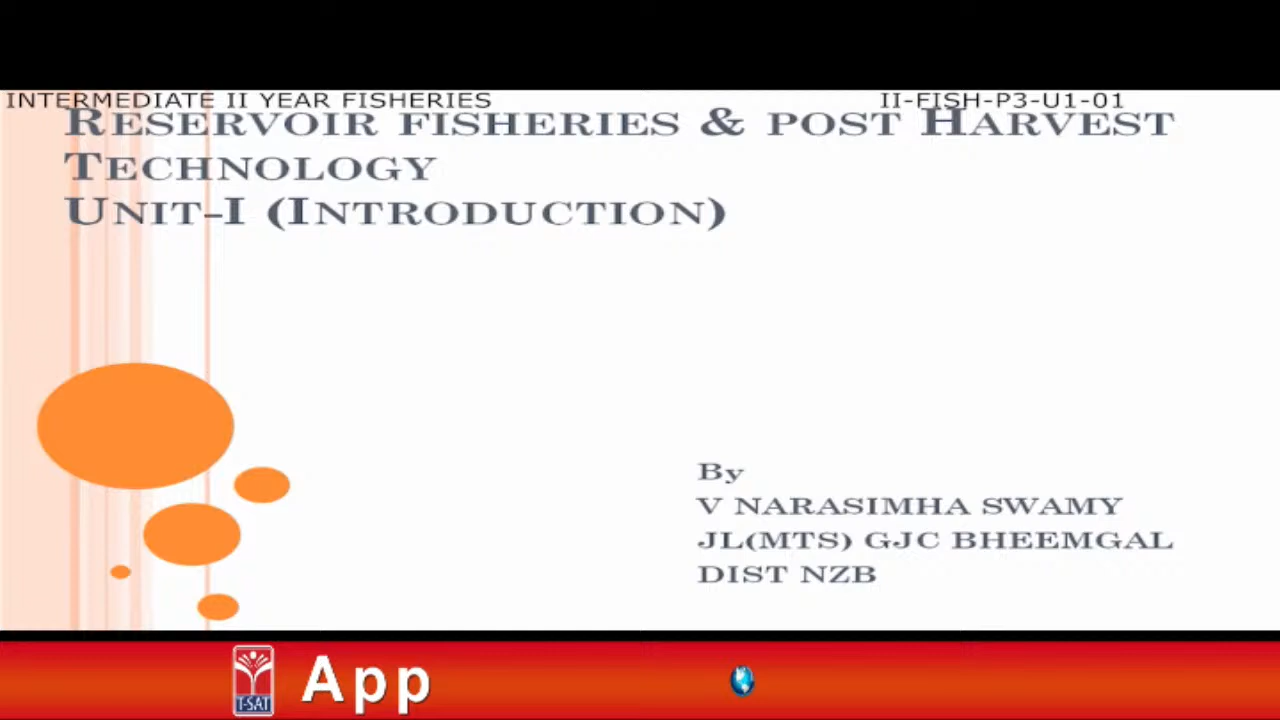 INTERMEDIATE II YEAR FISHERIES II-FISH-P3-U1-01
RESERVOIR FISHERIES & POST HARVEST
TECHNOLOGY
UNIT-I (INTRODUCTION)
By
V NARASIMHA SWAMY
JL(MTS) GJC BHEEMGAL
DIST NZB
T-SAT App